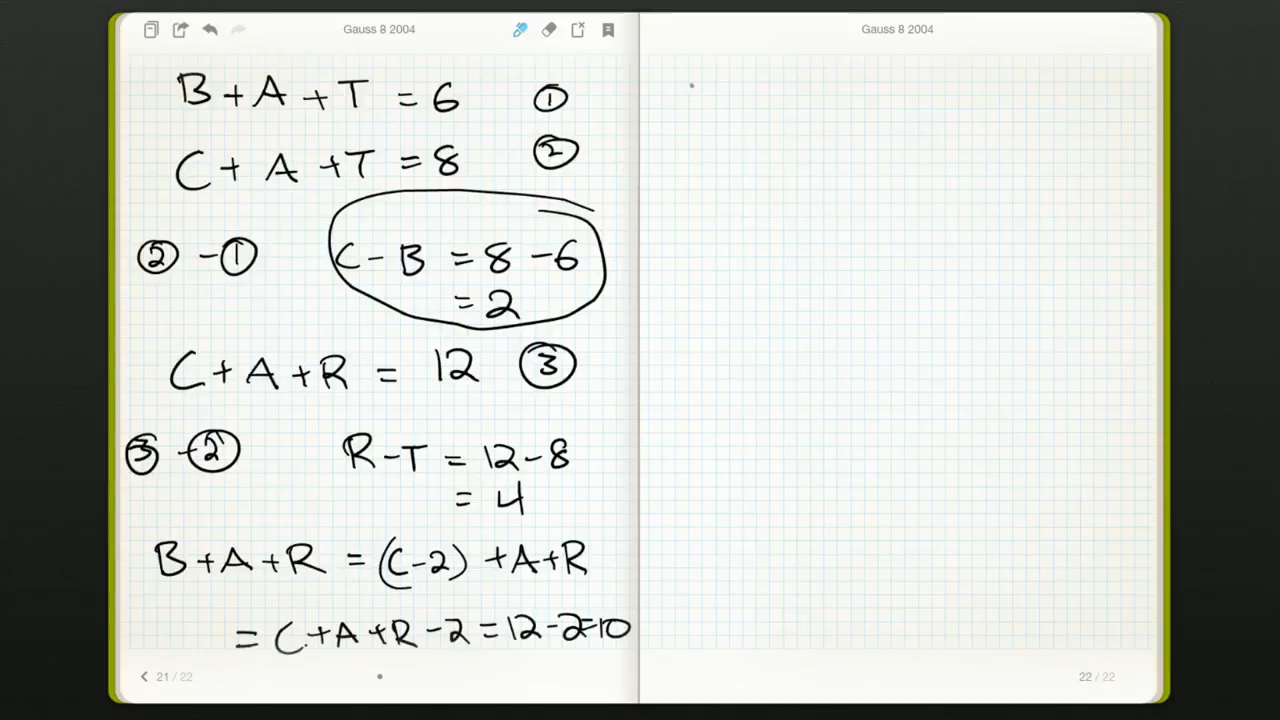 Gauss 8 2004
B + A + T = 6 ①
C + A + T = 8 ②
② - ① C - B = 8 - 6
= 2
C + A + R = 12 ③
③ - ② R - T = 12 - 8
= 4
B + A + R = (C - 2) + A + R
= C + A + R - 2 = 12 - 2 = 10
21 / 22
Gauss 8 2004
22 / 22